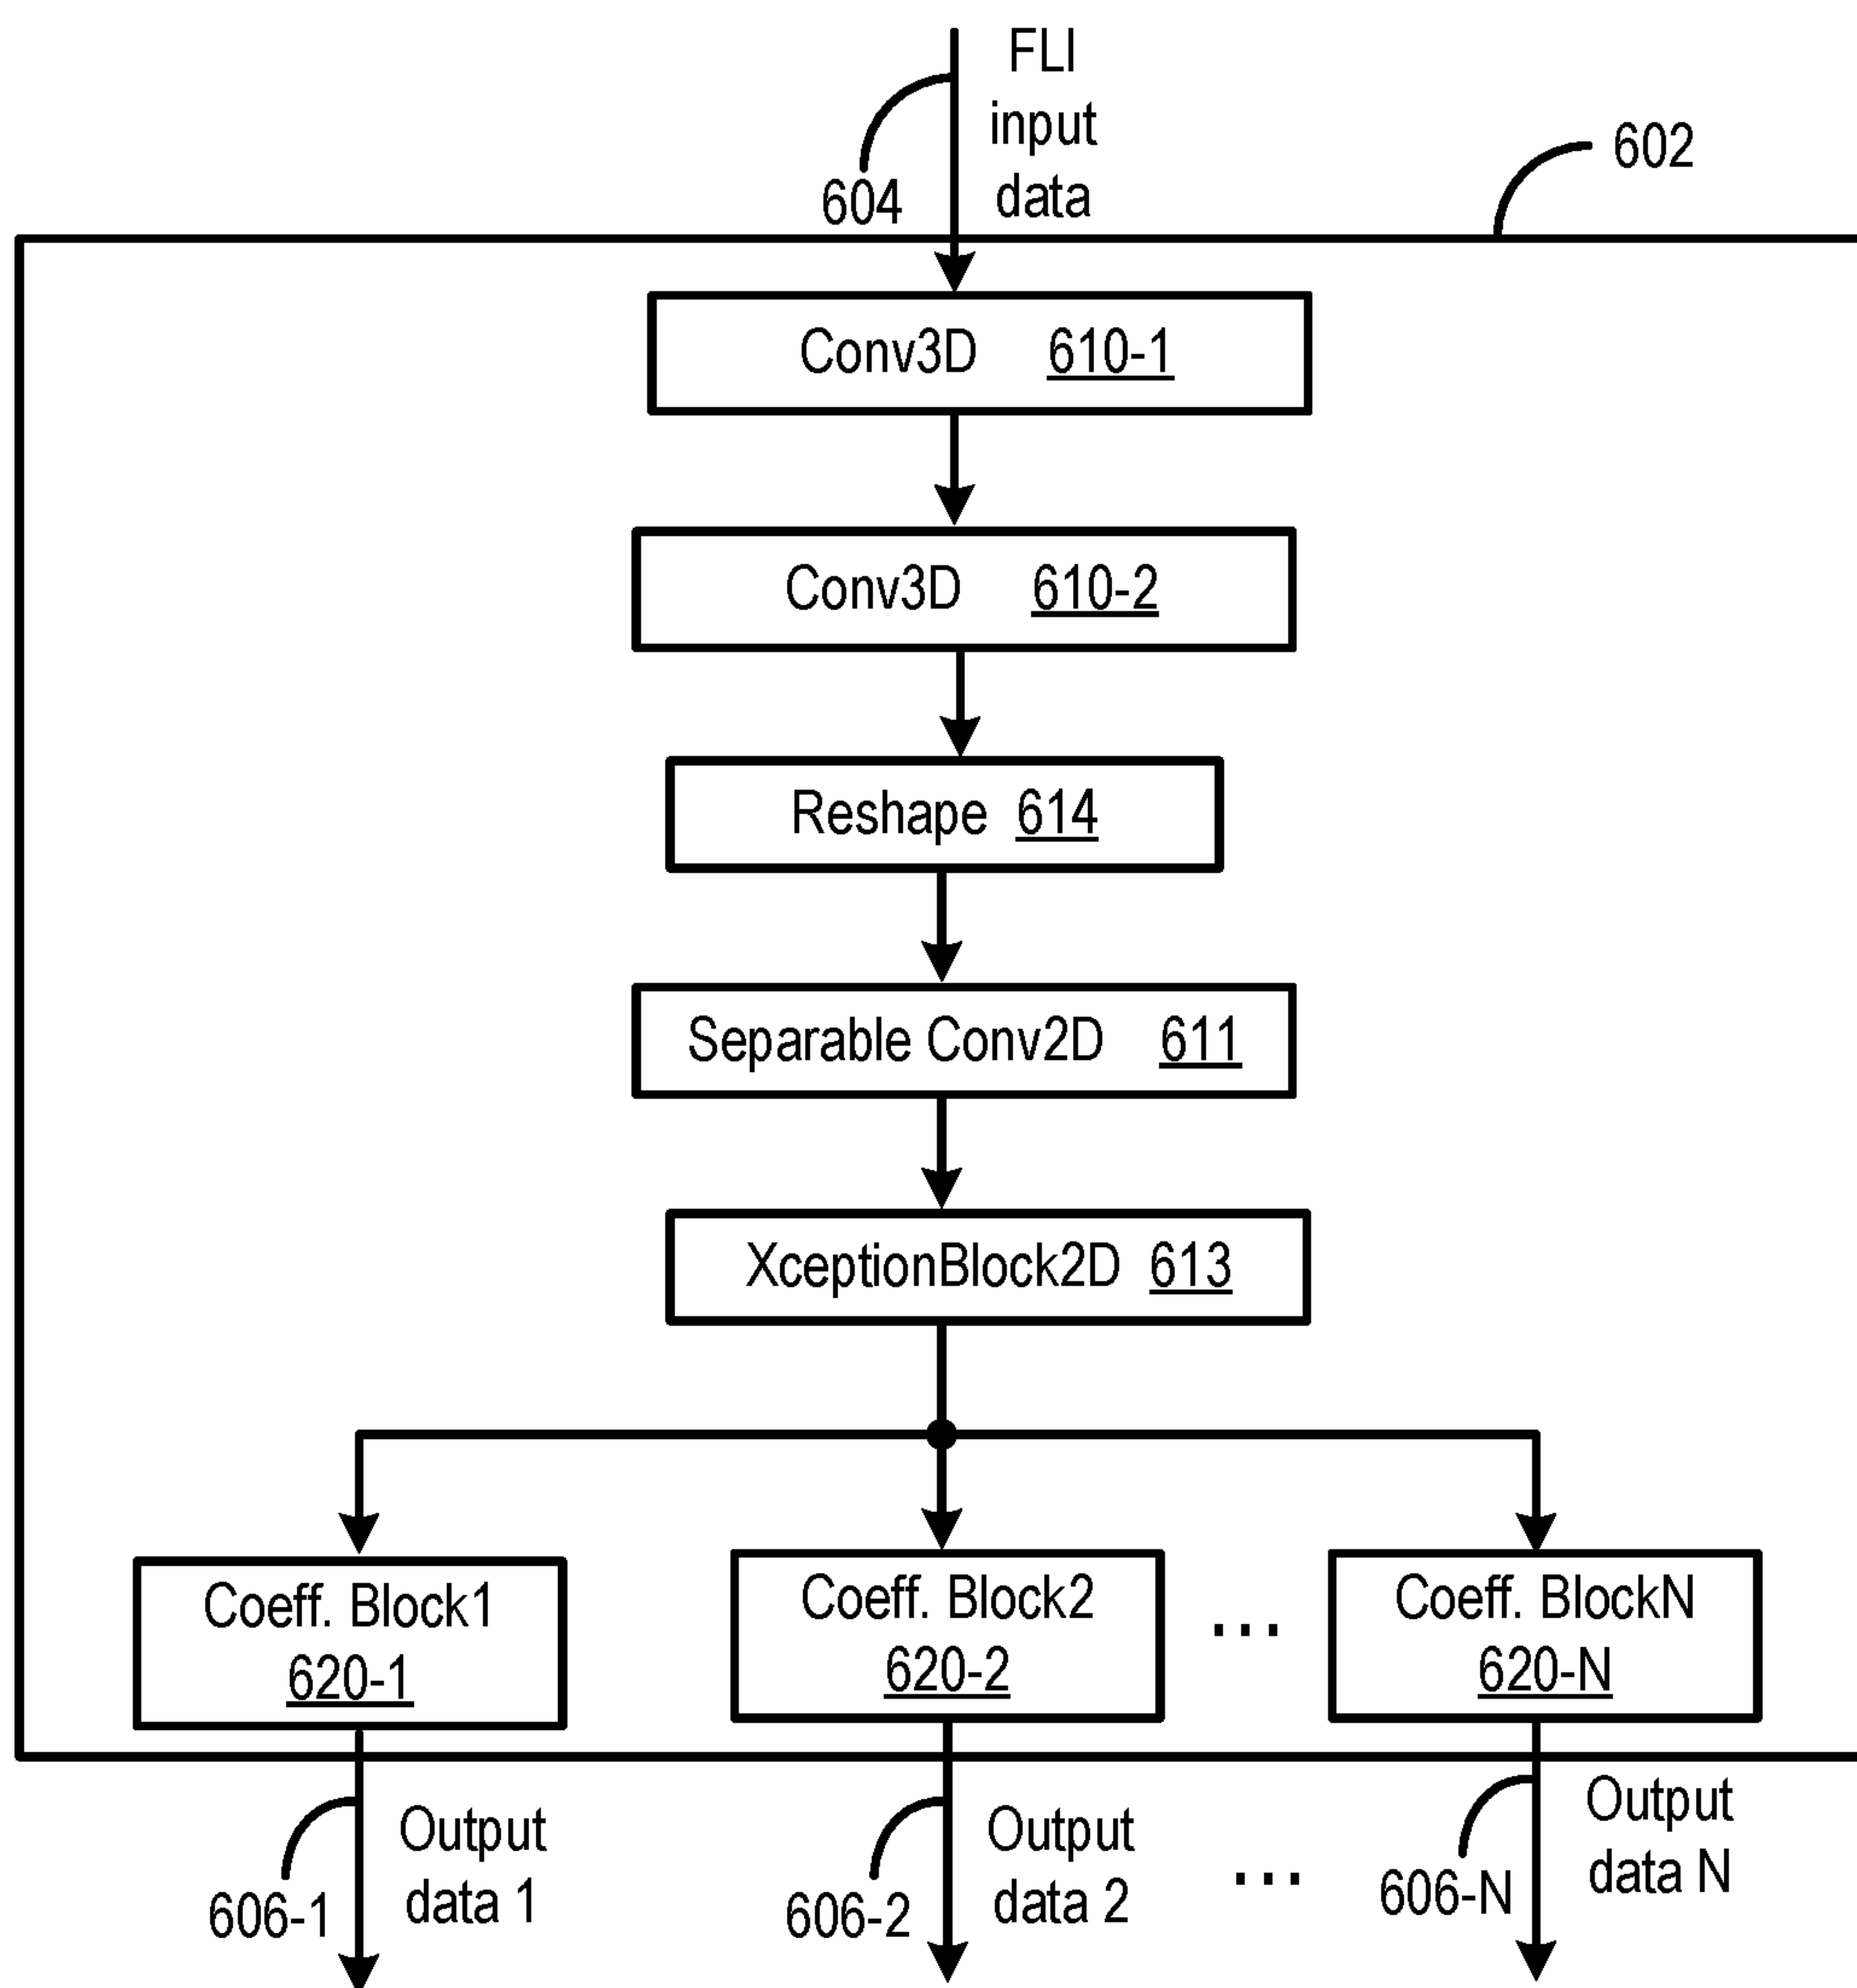 FLI
input
data
604
602
Conv3D 610-1
Conv3D 610-2
Reshape 614
Separable Conv2D 611
XceptionBlock2D 613
Coeff. Block1
620-1
Coeff. Block2
620-2
...
Coeff. BlockN
620-N
Output
data 1
606-1
Output
data 2
606-2
...
Output
data N
606-N